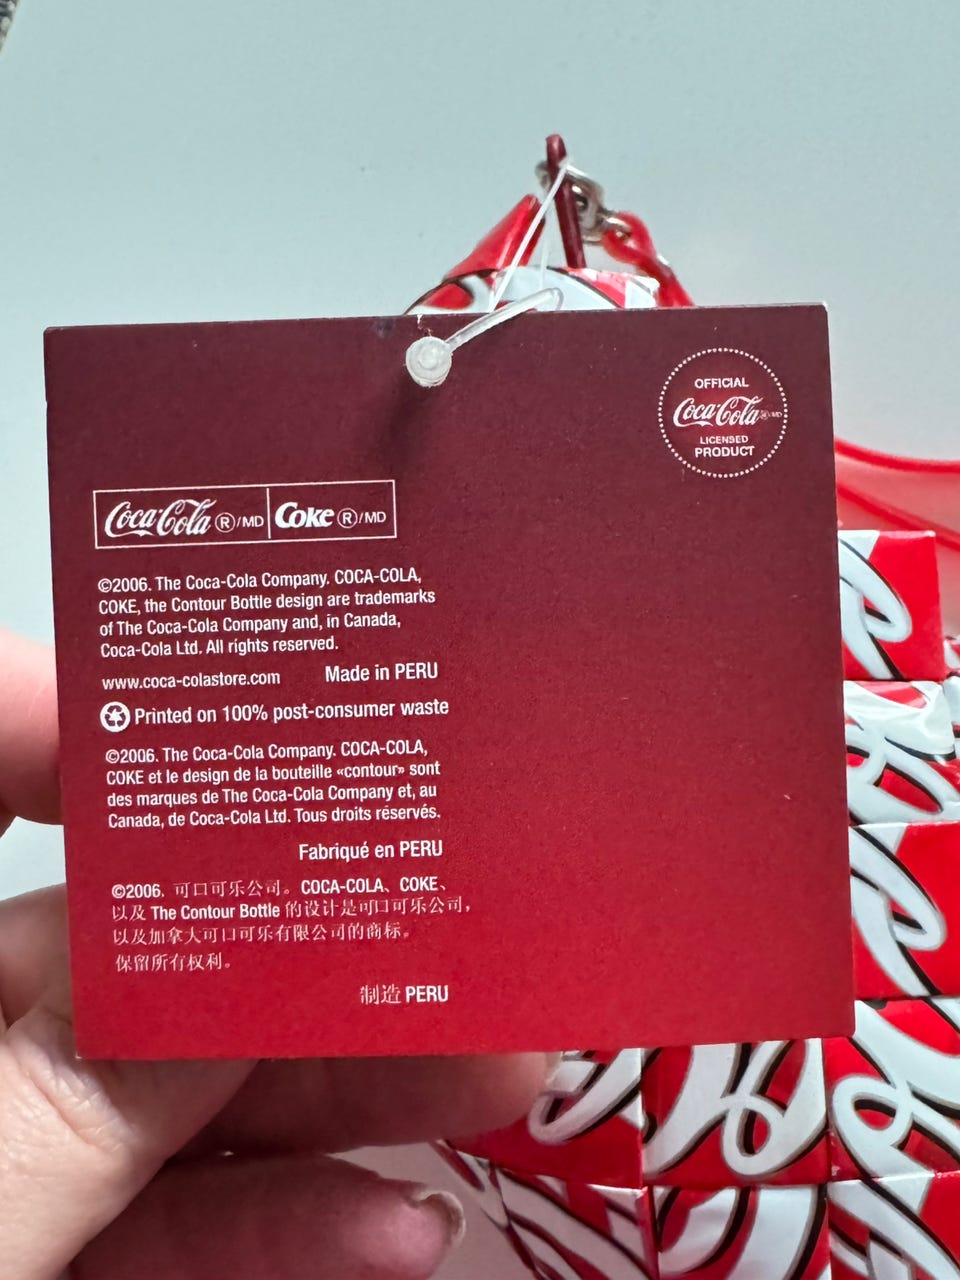 OFFICIAL
Coca-Cola ®/MD
LICENSED
PRODUCT
Coca-Cola ®/MD Coke ®/MD
©2006. The Coca-Cola Company. COCA-COLA,
COKE, the Contour Bottle design are trademarks
of The Coca-Cola Company and, in Canada,
Coca-Cola Ltd. All rights reserved.
www.coca-colastore.com Made in PERU
Printed on 100% post-consumer waste
©2006. The Coca-Cola Company. COCA-COLA,
COKE et le design de la bouteille «contour» sont
des marques de The Coca-Cola Company et, au
Canada, de Coca-Cola Ltd. Tous droits réservés.
Fabriqué en PERU
©2006. 可口可乐公司。COCA-COLA、COKE、
以及 The Contour Bottle 的设计是可口可乐公司，
以及加拿大可口可乐有限公司的商标。
保留所有权利。
制造 PERU